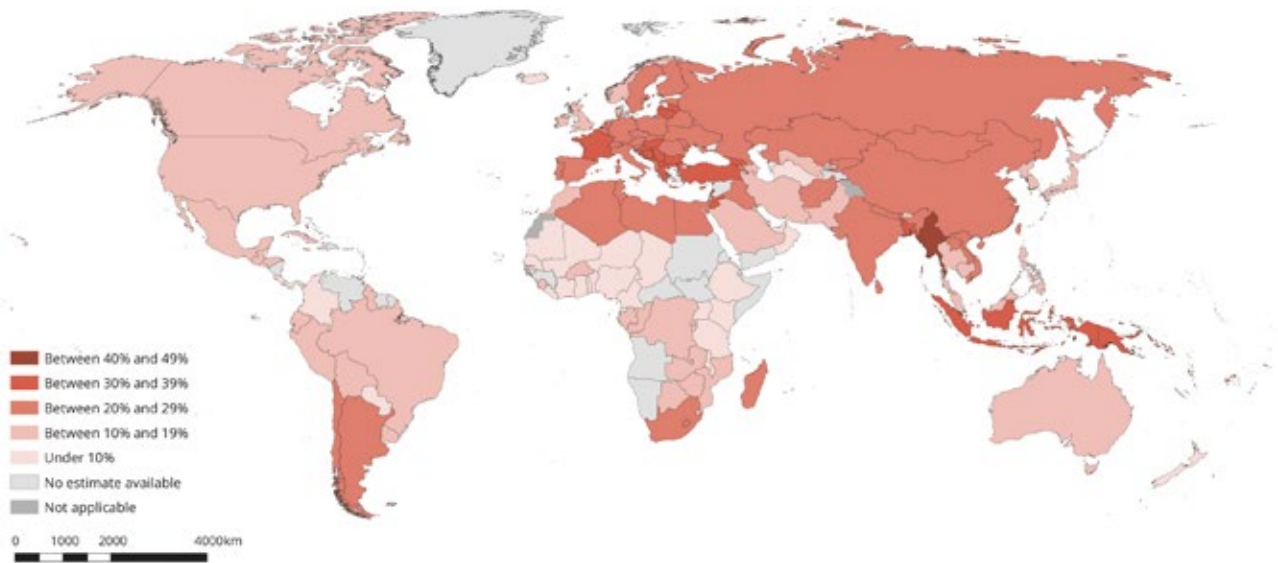 Between 40% and 49%
Between 30% and 39%
Between 20% and 29%
Between 10% and 19%
Under 10%
No estimate available
Not applicable
0 1000 2000 4000km